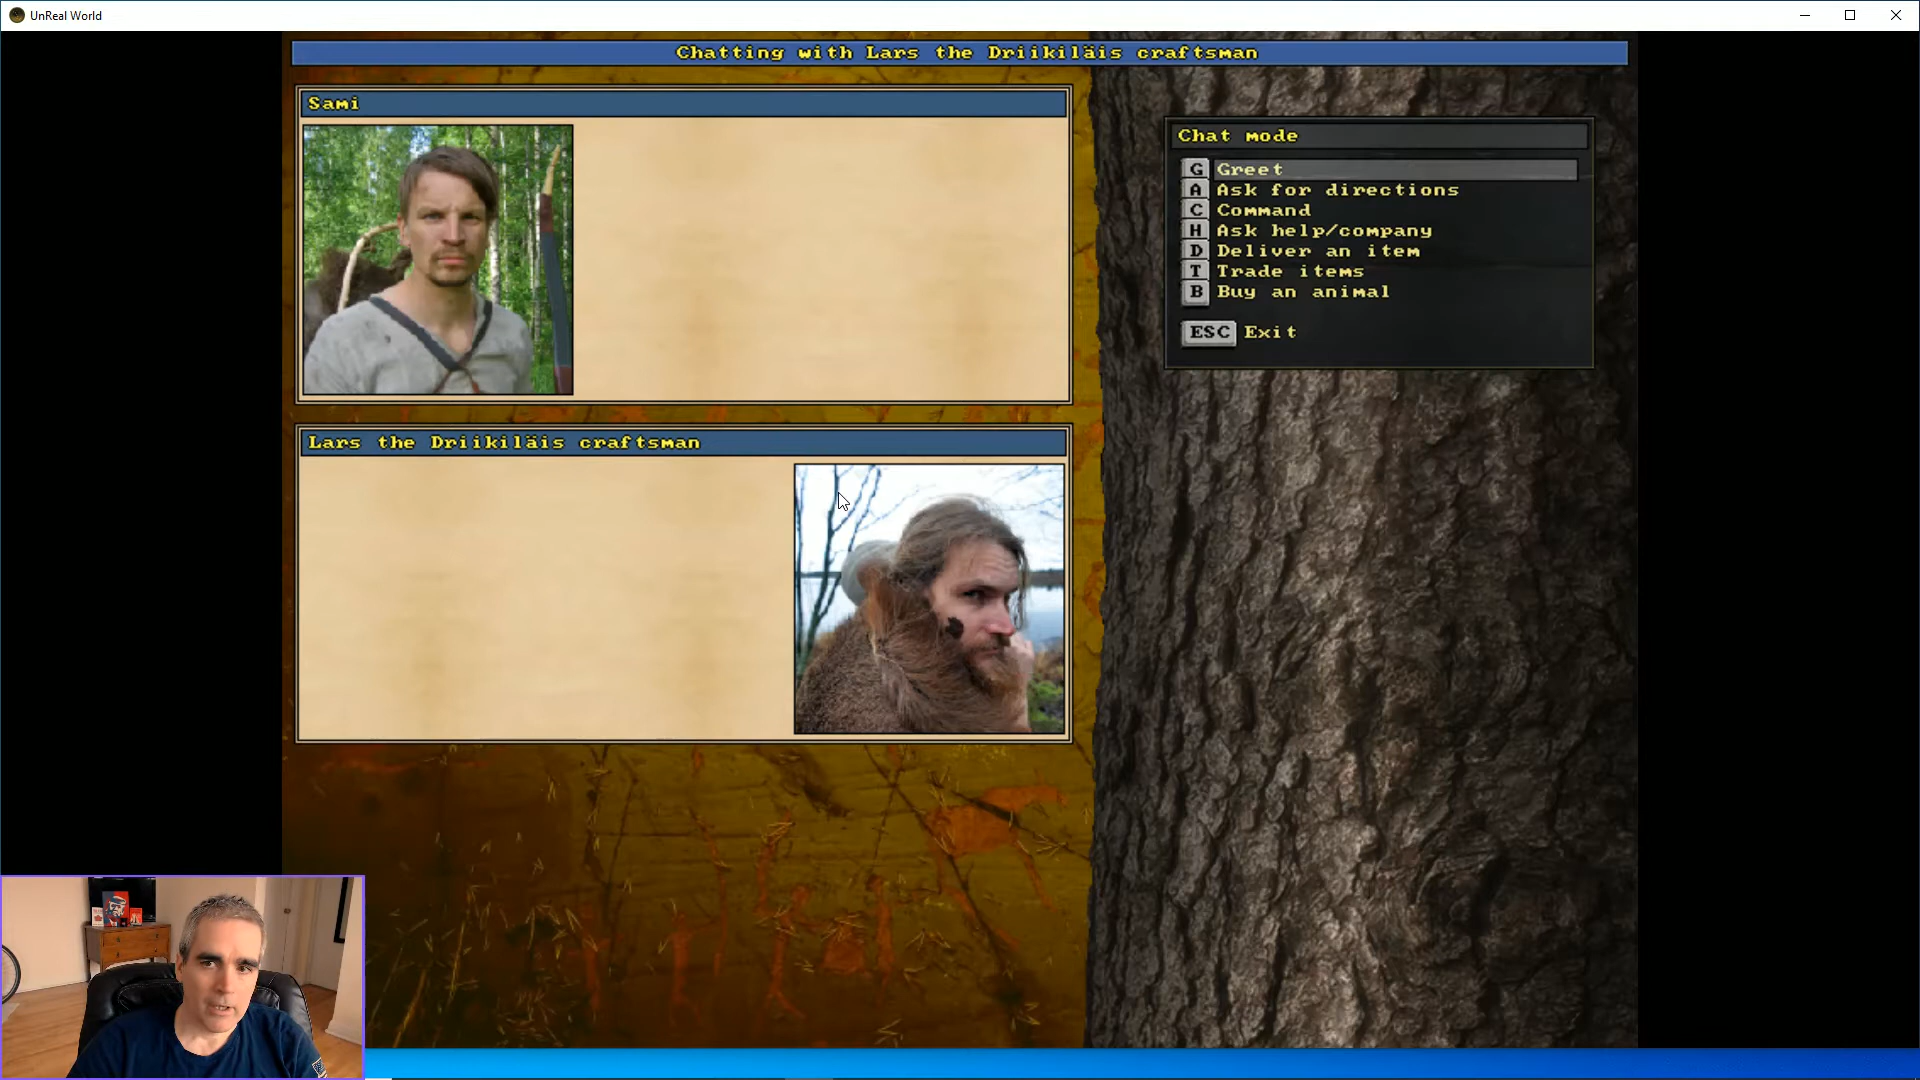 UnReal World
Chatting with Lars the Driikiläis craftsman
Sami
Chat mode
G Greet
A Ask for directions
C Command
H Ask help/company
D Deliver an item
T Trade items
B Buy an animal
ESC Exit
Lars the Driikiläis craftsman